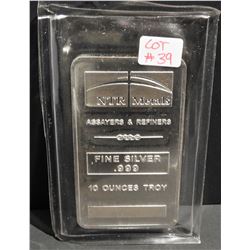 LOT
#39
NTR Metals
ASSAYERS & REFINERS
FINE SILVER
.999
10 OUNCES TROY